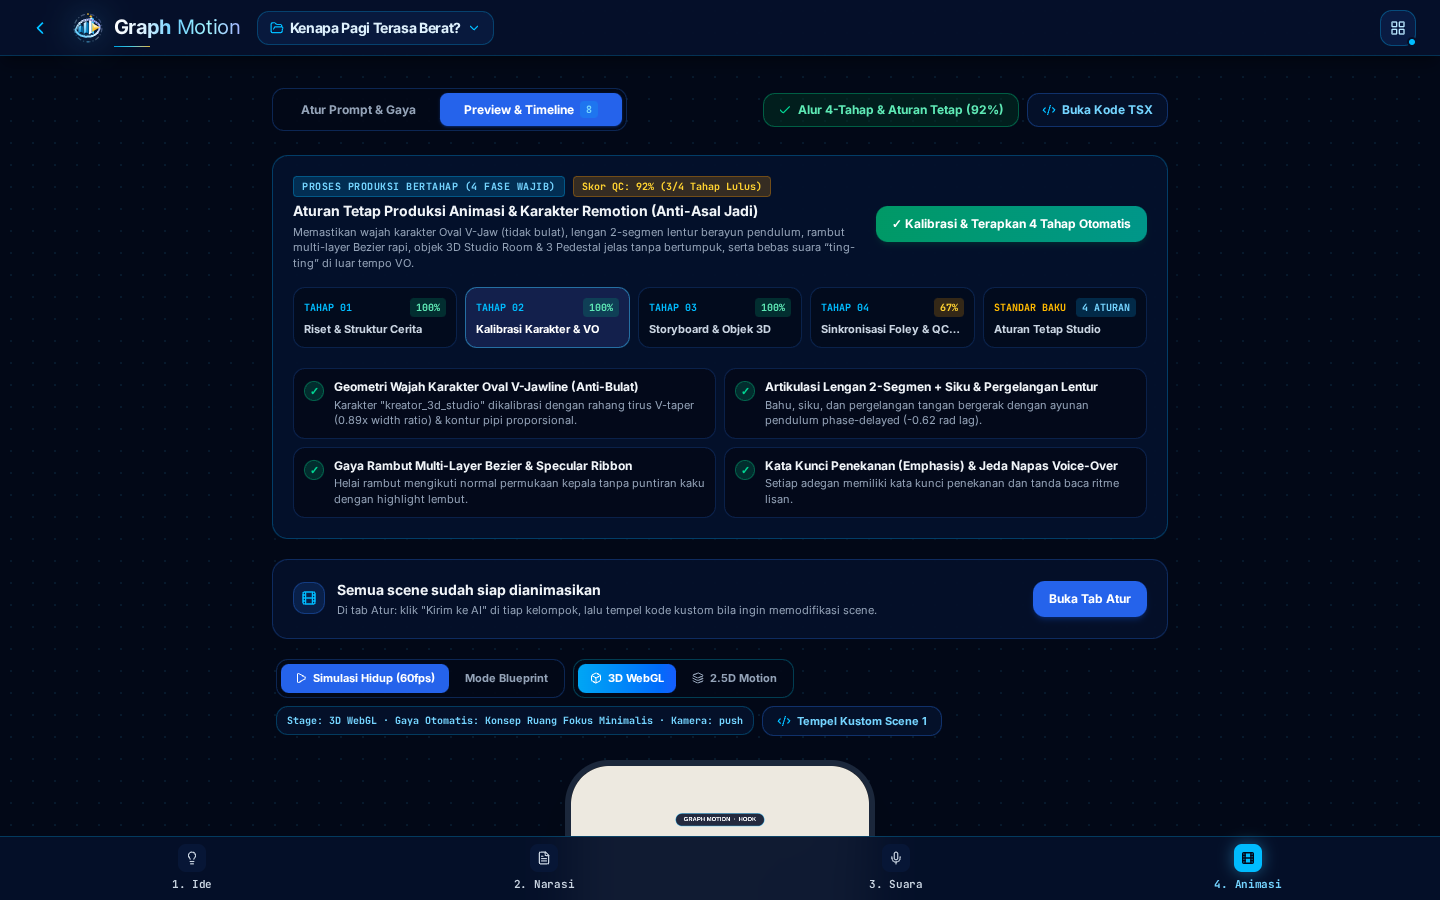 Graph Motion
Kenapa Pagi Terasa Berat?
Atur Prompt & Gaya
Preview & Timeline 8
Alur 4-Tahap & Aturan Tetap (92%)
Buka Kode TSX
PROSES PRODUKSI BERTAHAP (4 FASE WAJIB)
Skor QC: 92% (3/4 Tahap Lulus)
Aturan Tetap Produksi Animasi & Karakter Remotion (Anti-Asal Jadi)
Memastikan wajah karakter Oval V-Jaw (tidak bulat), lengan 2-segmen lentur berayun pendulum, rambut
multi-layer Bezier rapi, objek 3D Studio Room & 3 Pedestal jelas tanpa bertumpuk, serta bebas suara "ting-
ting" di luar tempo VO.
✓ Kalibrasi & Terapkan 4 Tahap Otomatis
TAHAP 01 100%
Riset & Struktur Cerita
TAHAP 02 100%
Kalibrasi Karakter & VO
TAHAP 03 100%
Storyboard & Objek 3D
TAHAP 04 67%
Sinkronisasi Foley & QC...
STANDAR BAKU 4 ATURAN
Aturan Tetap Studio
✓ Geometri Wajah Karakter Oval V-Jawline (Anti-Bulat)
Karakter "kreator_3d_studio" dikalibrasi dengan rahang tirus V-taper
(0.89x width ratio) & kontur pipi proporsional.
✓ Artikulasi Lengan 2-Segmen + Siku & Pergelangan Lentur
Bahu, siku, dan pergelangan tangan bergerak dengan ayunan
pendulum phase-delayed (-0.62 rad lag).
✓ Gaya Rambut Multi-Layer Bezier & Specular Ribbon
Helai rambut mengikuti normal permukaan kepala tanpa puntiran kaku
dengan highlight lembut.
✓ Kata Kunci Penekanan (Emphasis) & Jeda Napas Voice-Over
Setiap adegan memiliki kata kunci penekanan dan tanda baca ritme
lisan.
Semua scene sudah siap dianimasikan
Di tab Atur: klik "Kirim ke AI" di tiap kelompok, lalu tempel kode kustom bila ingin memodifikasi scene.
Buka Tab Atur
Simulasi Hidup (60fps)
Mode Blueprint
3D WebGL
2.5D Motion
Stage: 3D WebGL · Gaya Otomatis: Konsep Ruang Fokus Minimalis · Kamera: push
Tempel Kustom Scene 1
GRAPH MOTION · HOOK
1. Ide
2. Narasi
3. Suara
4. Animasi